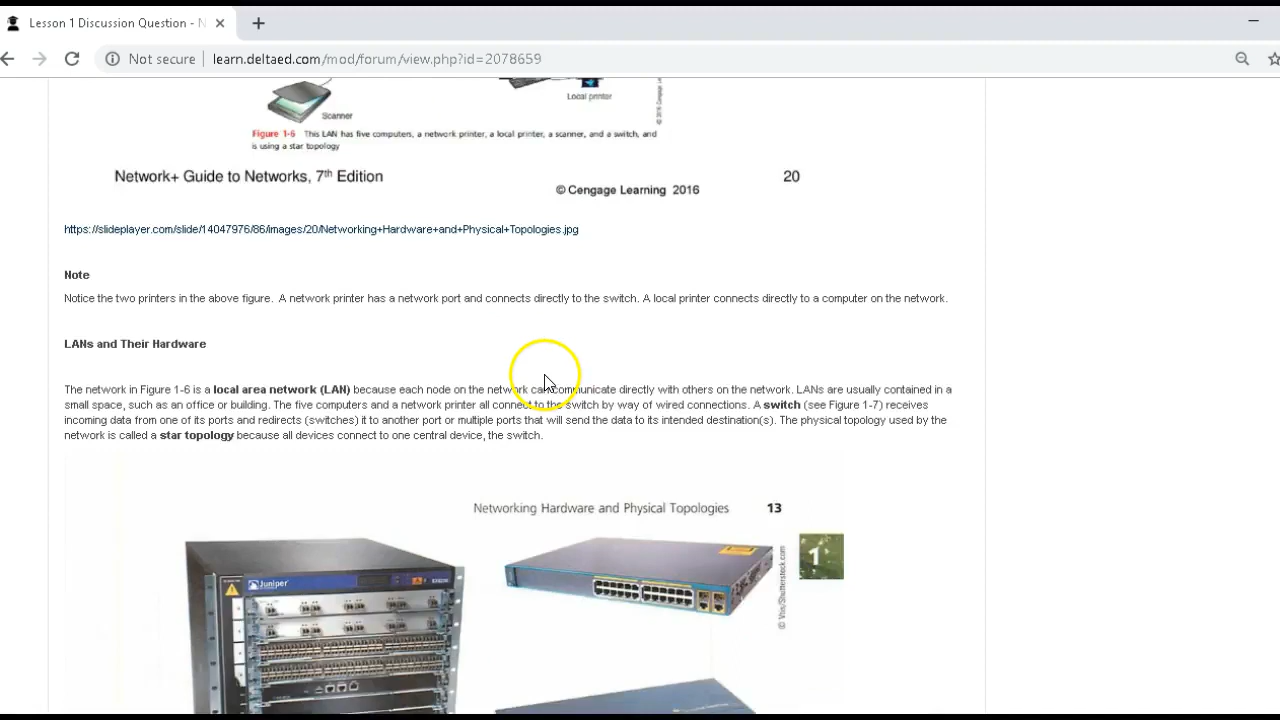 Lesson 1 Discussion Question - N
Not secure learn.deltaed.com/mod/forum/view.php?id=2078659
Local printer
Scanner
Figure 1-6 This LAN has five computers, a network printer, a local printer, a scanner, and a switch, and
is using a star topology
Network+ Guide to Networks, 7th Edition
© Cengage Learning 2016
20
https://slideplayer.com/slide/14047976/86/images/20/Networking+Hardware+and+Physical+Topologies.jpg
Note
Notice the two printers in the above figure. A network printer has a network port and connects directly to the switch. A local printer connects directly to a computer on the network.
LANs and Their Hardware
The network in Figure 1-6 is a local area network (LAN) because each node on the network can communicate directly with others on the network. LANs are usually contained in a
small space, such as an office or building. The five computers and a network printer all connect to the switch by way of wired connections. A switch (see Figure 1-7) receives
incoming data from one of its ports and redirects (switches) it to another port or multiple ports that will send the data to its intended destination(s). The physical topology used by the
network is called a star topology because all devices connect to one central device, the switch.
Networking Hardware and Physical Topologies 13
1
Juniper
© Vos/Shutterstock.com